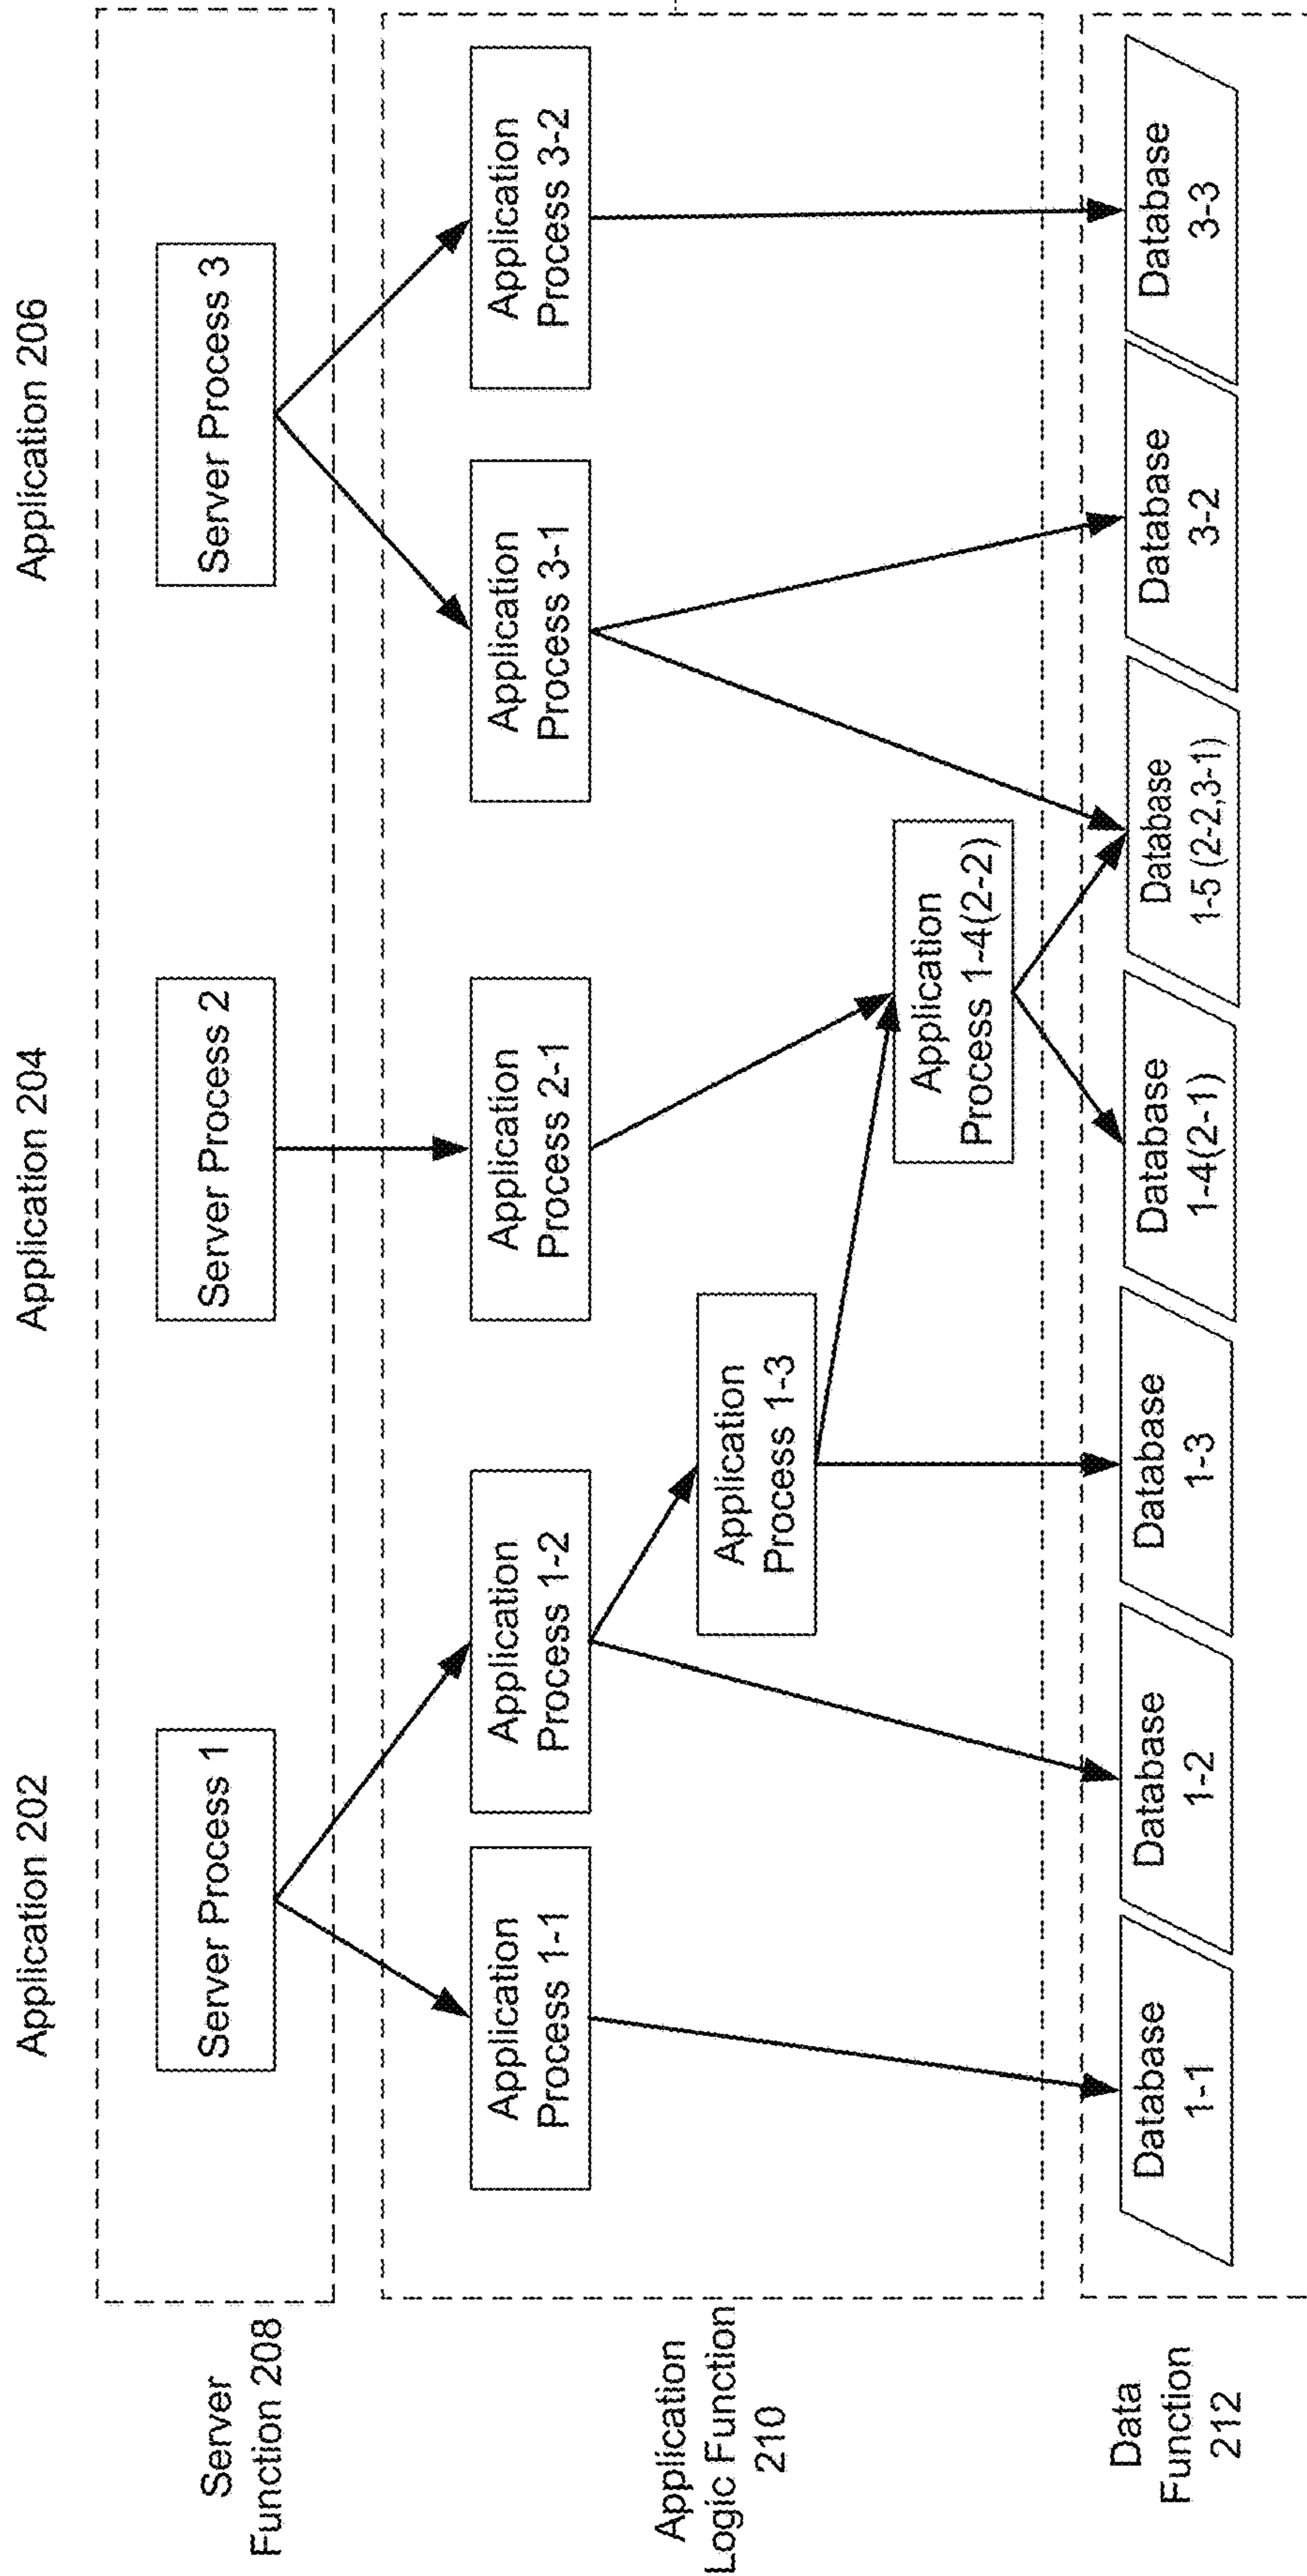 Application 202
Application 204
Application 206
Server
Function 208
Server Process 1
Server Process 2
Server Process 3
Application
Logic Function
210
Application
Process 1-1
Application
Process 1-2
Application
Process 2-1
Application
Process 3-1
Application
Process 3-2
Application
Process 1-3
Application
Process 1-4(2-2)
Data
Function
212
Database
1-1
Database
1-2
Database
1-3
Database
1-4(2-1)
Database
1-5 (2-2,3-1)
Database
3-2
Database
3-3